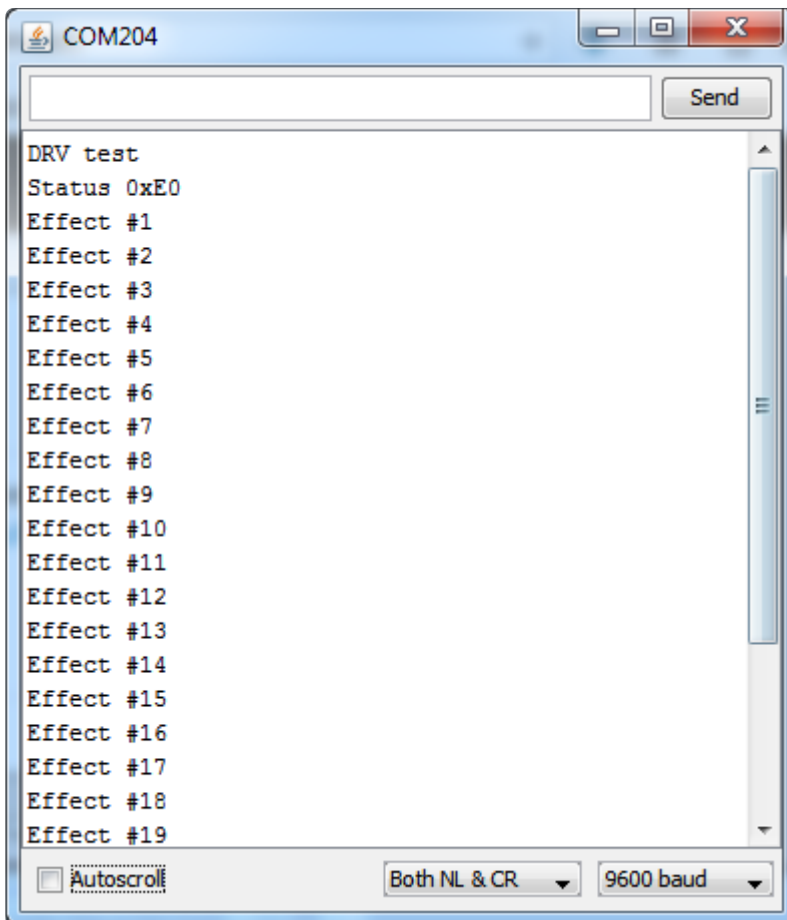 COM204
Send
DRV test
Status 0xE0
Effect #1
Effect #2
Effect #3
Effect #4
Effect #5
Effect #6
Effect #7
Effect #8
Effect #9
Effect #10
Effect #11
Effect #12
Effect #13
Effect #14
Effect #15
Effect #16
Effect #17
Effect #18
Effect #19
Autoscroll Both NL & CR 9600 baud